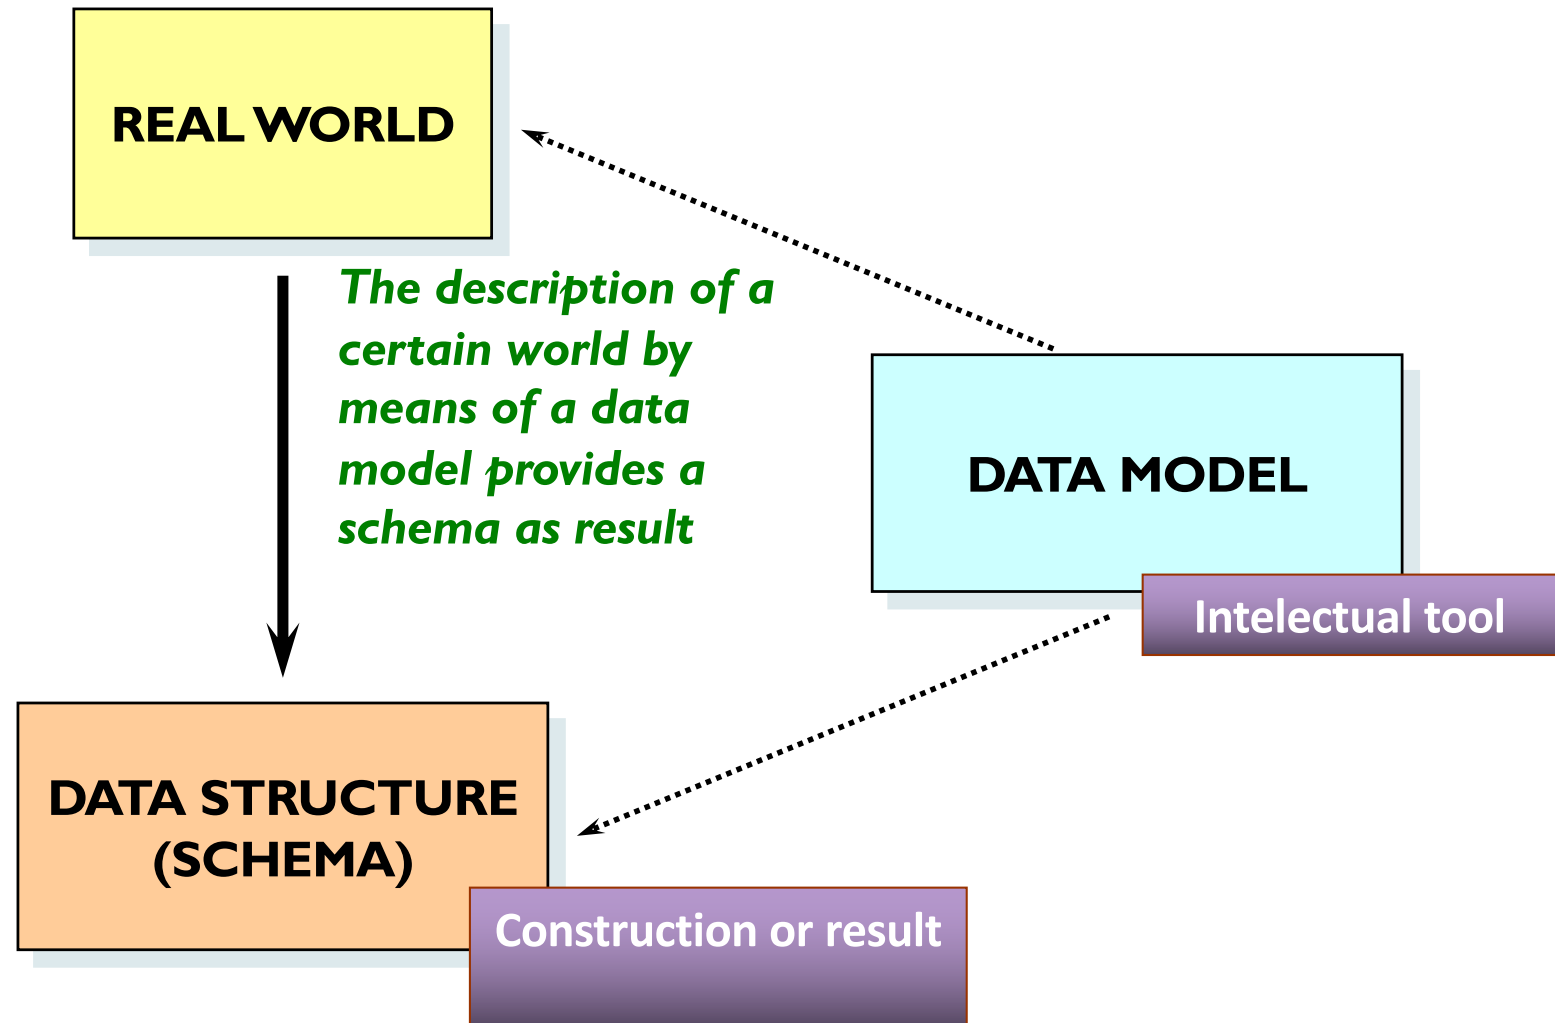 REAL WORLD
The description of a
certain world by
means of a data
model provides a
schema as result
DATA MODEL
Intelectual tool
DATA STRUCTURE
(SCHEMA)
Construction or result